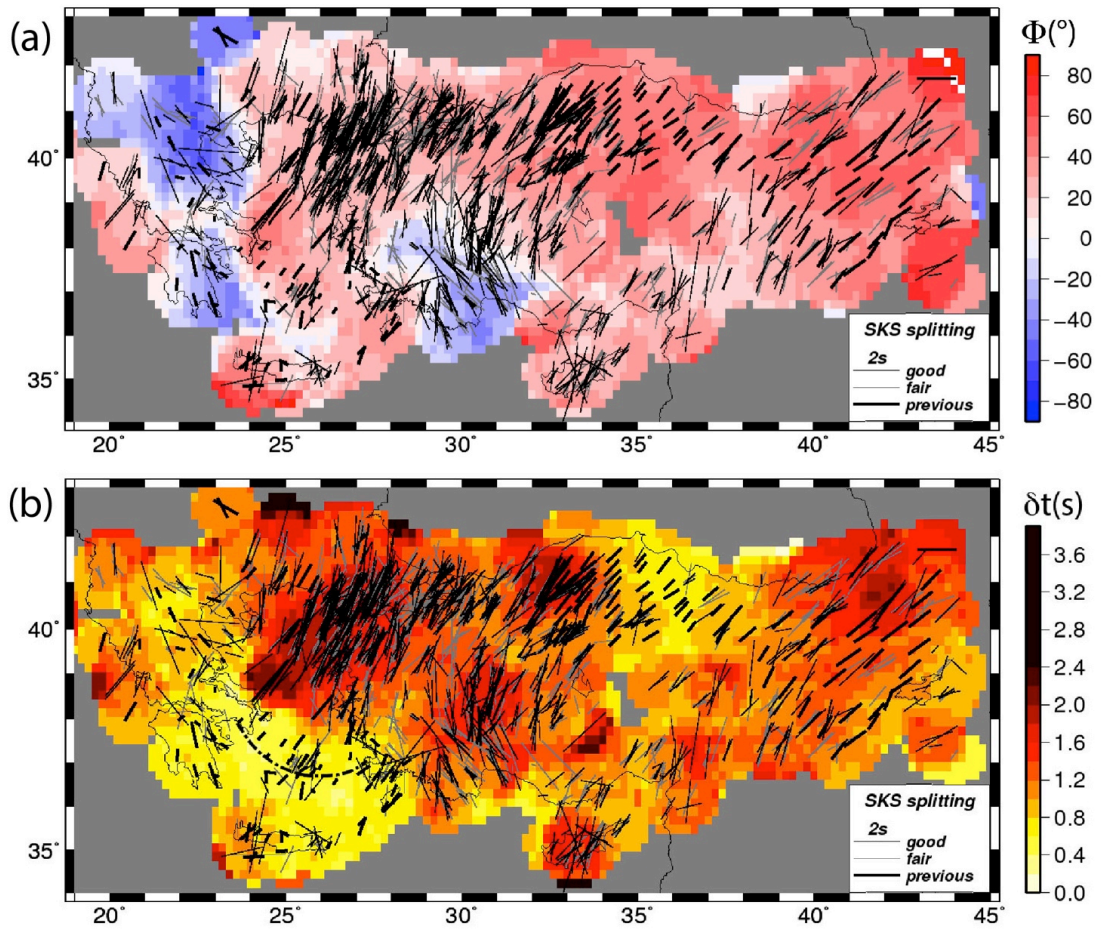 (a)
Φ(°)
80
60
40
20
0
−20
−40
−60
−80
40°
35°
SKS splitting
2s
good
fair
previous
20° 25° 30° 35° 40° 45°
(b)
δt(s)
3.6
3.2
2.8
2.4
2.0
1.6
1.2
0.8
0.4
0.0
40°
35°
SKS splitting
2s
good
fair
previous
20° 25° 30° 35° 40° 45°